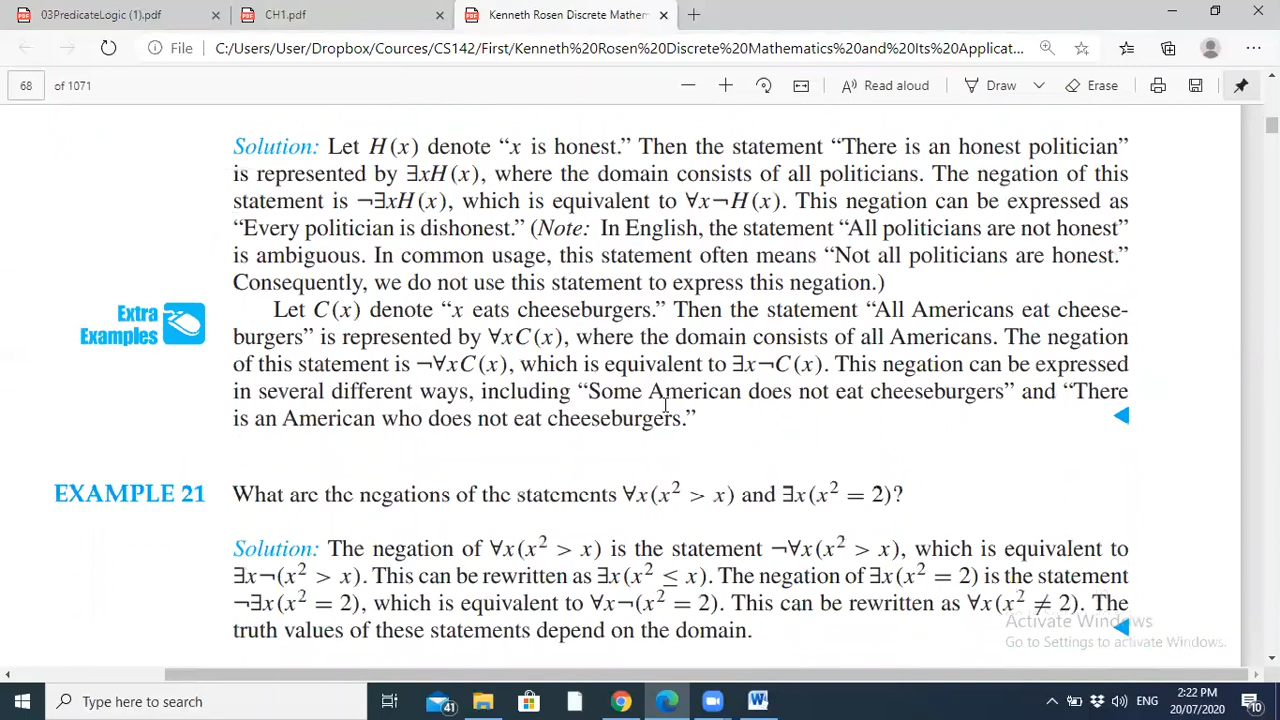 03PredicateLogic (1).pdf
CH1.pdf
Kenneth Rosen Discrete Mathem
File
C:/Users/User/Dropbox/Cources/CS142/First/Kenneth%20Rosen%20Discrete%20Mathematics%20and%20Its%20Applicat...
68 of 1071
Read aloud
Draw
Erase
Solution: Let H(x) denote “x is honest.” Then the statement “There is an honest politician”
is represented by ∃xH(x), where the domain consists of all politicians. The negation of this
statement is ¬∃xH(x), which is equivalent to ∀x¬H(x). This negation can be expressed as
“Every politician is dishonest.” (Note: In English, the statement “All politicians are not honest”
is ambiguous. In common usage, this statement often means “Not all politicians are honest.”
Consequently, we do not use this statement to express this negation.)
Extra
Examples
Let C(x) denote “x eats cheeseburgers.” Then the statement “All Americans eat cheese-
burgers” is represented by ∀xC(x), where the domain consists of all Americans. The negation
of this statement is ¬∀xC(x), which is equivalent to ∃x¬C(x). This negation can be expressed
in several different ways, including “Some American does not eat cheeseburgers” and “There
is an American who does not eat cheeseburgers.”
EXAMPLE 21 What are the negations of the statements ∀x(x² > x) and ∃x(x² = 2)?
Solution: The negation of ∀x(x² > x) is the statement ¬∀x(x² > x), which is equivalent to
∃x¬(x² > x). This can be rewritten as ∃x(x² ≤ x). The negation of ∃x(x² = 2) is the statement
¬∃x(x² = 2), which is equivalent to ∀x¬(x² = 2). This can be rewritten as ∀x(x² ≠ 2). The
truth values of these statements depend on the domain.
Activate Windows
Go to Settings to activate Windows.
Type here to search
41
ENG
2:22 PM
20/07/2020
10